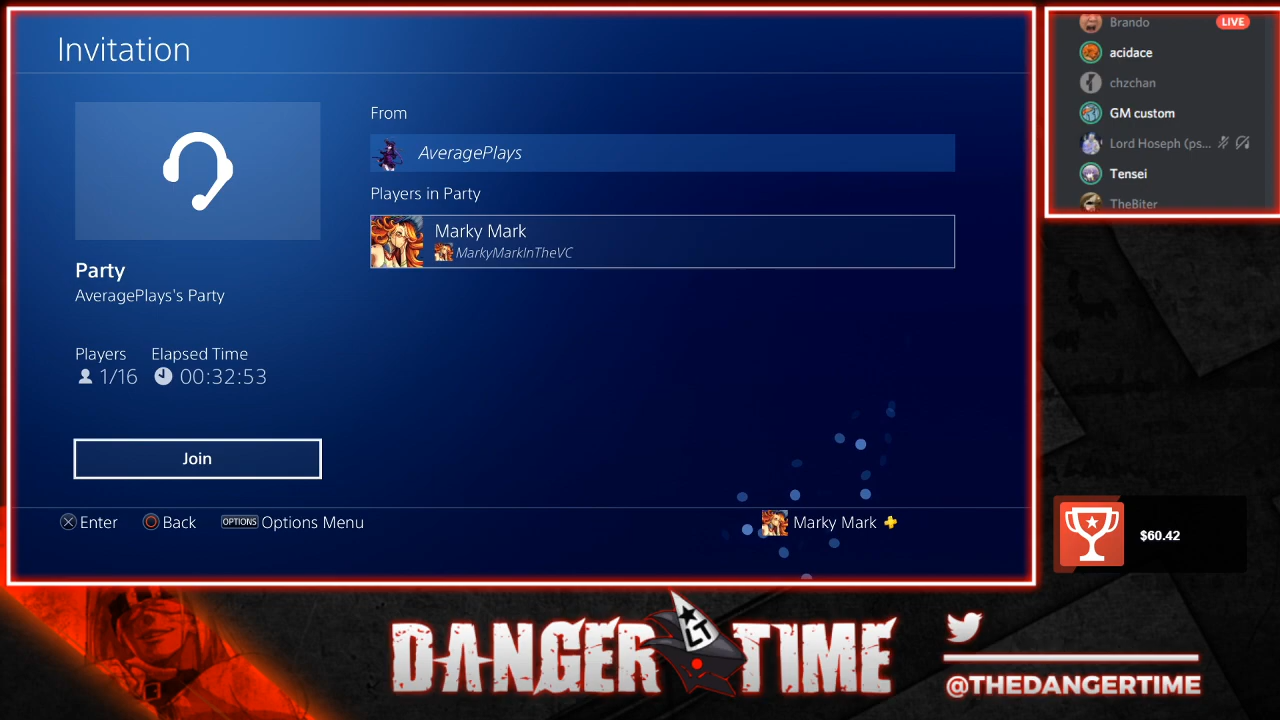 Invitation
From
AveragePlays
Players in Party
Marky Mark
MarkyMarkInTheVC
Party
AveragePlays's Party
Players
Elapsed Time
1/16
00:32:53
Join
Enter
Back
OPTIONS
Options Menu
Marky Mark
Brando
LIVE
acidace
chzchan
GM custom
Lord Hoseph (ps...
Tensei
TheBiter
$60.42
DANGER TIME
LT
@THEDANGERTIME